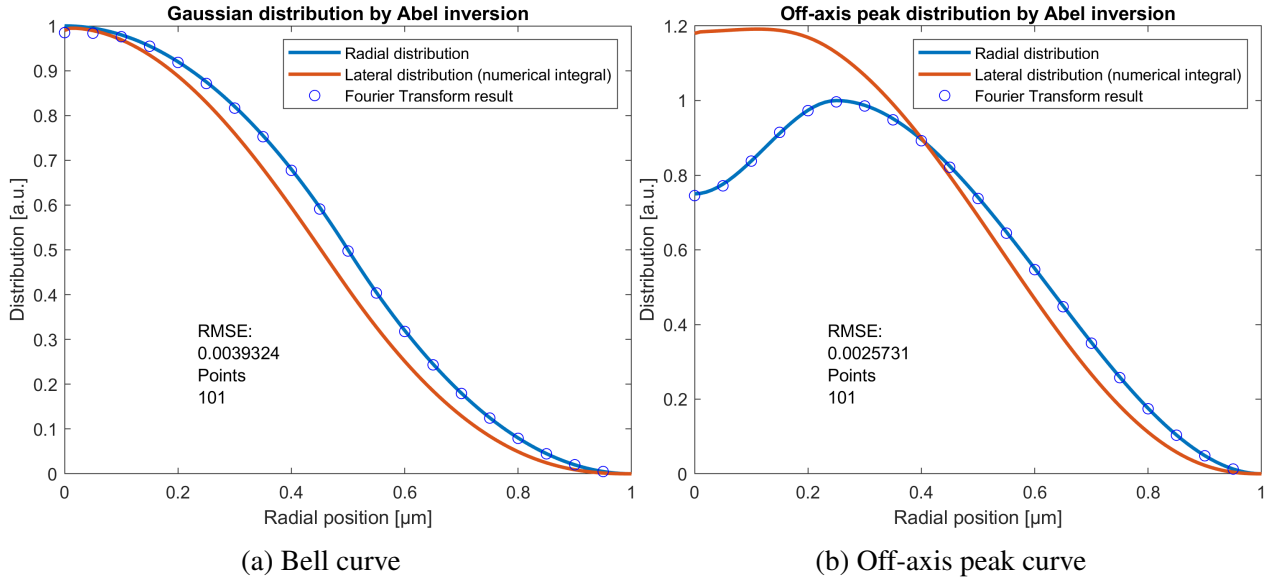 Gaussian distribution by Abel inversion
1
0.9
0.8
0.7
0.6
0.5
0.4
0.3
0.2
0.1
0
Distribution [a.u.]
Radial distribution
Lateral distribution (numerical integral)
Fourier Transform result
RMSE:
0.0039324
Points
101
0 0.2 0.4 0.6 0.8 1
Radial position [μm]
(a) Bell curve
Off-axis peak distribution by Abel inversion
1.2
1
0.8
0.6
0.4
0.2
0
Distribution [a.u.]
Radial distribution
Lateral distribution (numerical integral)
Fourier Transform result
RMSE:
0.0025731
Points
101
0 0.2 0.4 0.6 0.8 1
Radial position [μm]
(b) Off-axis peak curve